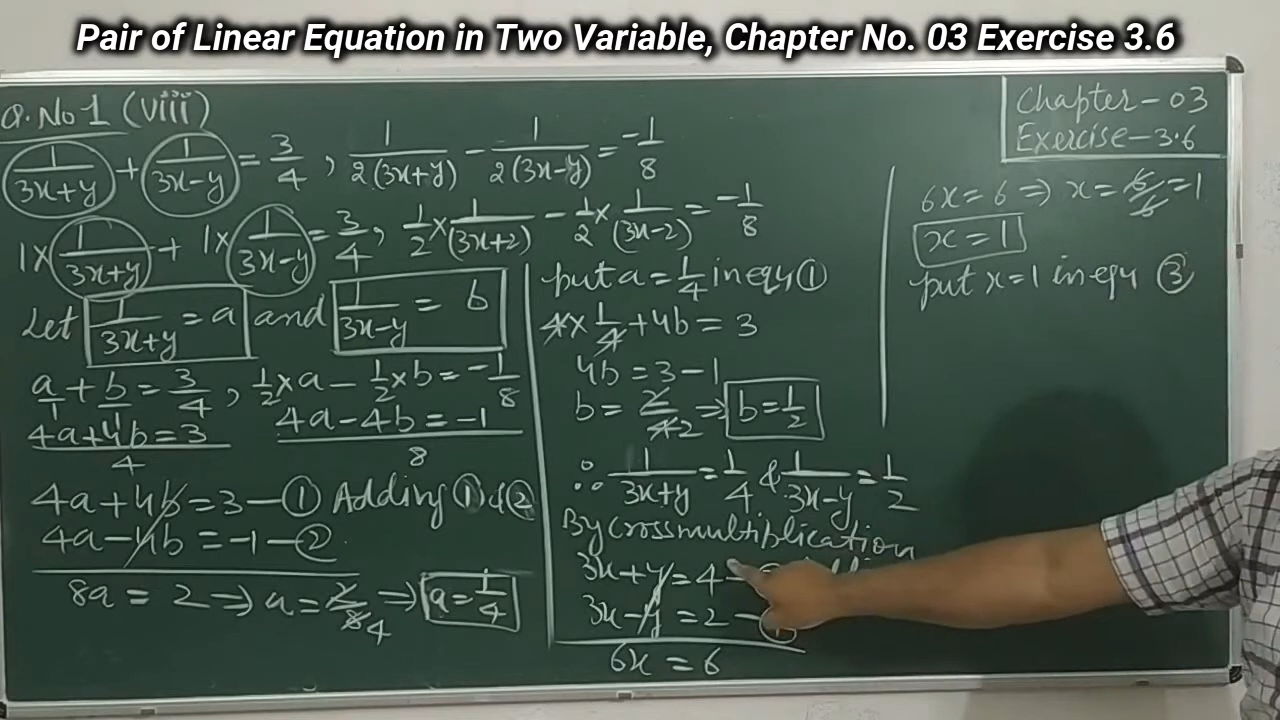 Pair of Linear Equation in Two Variable, Chapter No. 03 Exercise 3.6
Chapter-03
Exercise-3.6
Q.No 1 (viii)
1/(3x+y) + 1/(3x-y) = 3/4, 1/2(3x+y) - 1/2(3x-y) = -1/8
1× 1/(3x+y) + 1× 1/(3x-y) = 3/4, 1/2 × 1/(3x+2) - 1/2 × 1/(3x-2) = -1/8
Let 1/(3x+y) = a and 1/(3x-y) = b
a/1 + b/1 = 3/4, 1/2 × a - 1/2 × b = -1/8
(4a+4b=3)/4 (4a-4b=-1)/8
4a+4b=3-① Adding ① & ②
4a-4b=-1-②
8a = 2 ⇒ a = 2/8 4 ⇒ a = 1/4
put a = 1/4 in equ ①
4× 1/4 + 4b = 3
4b = 3-1
b = 2/4 2 ⇒ b = 1/2
∴ 1/(3x+y) = 1/4 & 1/(3x-y) = 1/2
By crossmultiplication
3x+y = 4-
3x-y = 2-
6x = 6
6x = 6 ⇒ x = 6/6 = 1
x = 1
put x=1 in equ ③